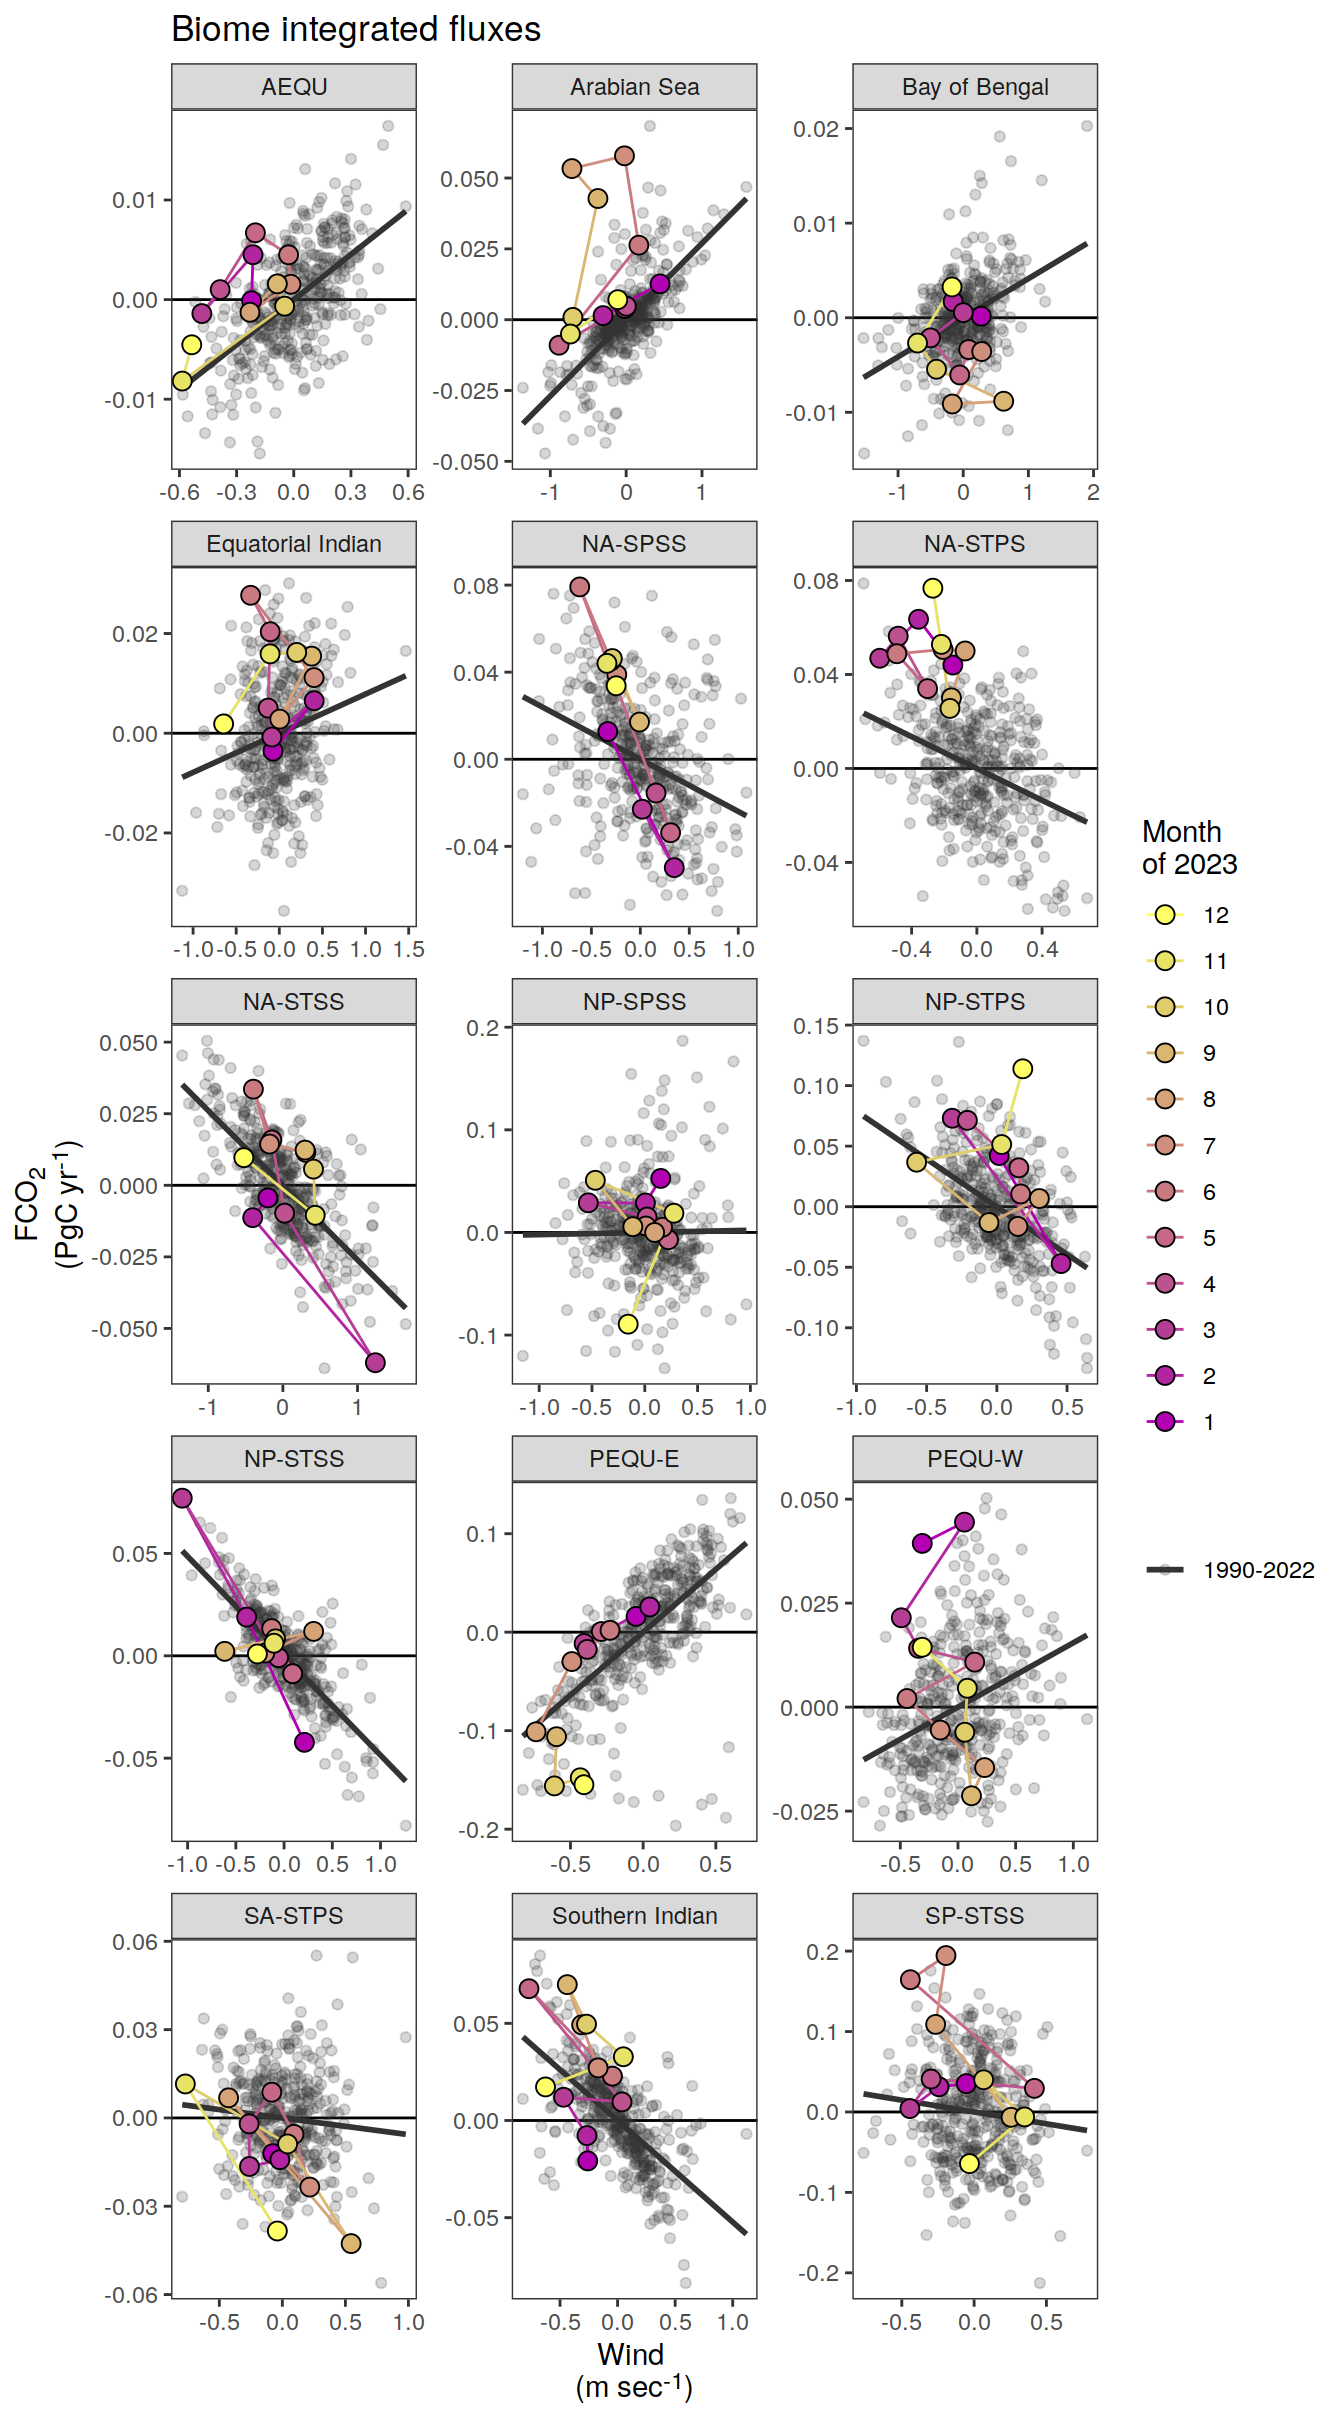 Biome integrated fluxes
AEQU
Arabian Sea
Bay of Bengal
0.01
0.00
-0.01
0.050
0.025
0.000
-0.025
-0.050
0.02
0.01
0.00
-0.01
-0.6 -0.3 0.0 0.3 0.6
-1 0 1
-1 0 1 2
Equatorial Indian
NA-SPSS
NA-STPS
0.02
0.00
-0.02
0.08
0.04
0.00
-0.04
0.08
0.04
0.00
-0.04
-1.0 -0.5 0.0 0.5 1.0 1.5
-1.0 -0.5 0.0 0.5 1.0
-0.4 0.0 0.4
NA-STSS
NP-SPSS
NP-STPS
0.050
0.025
0.000
-0.025
-0.050
0.2
0.1
0.0
-0.1
0.15
0.10
0.05
0.00
-0.05
-0.10
-1 0 1
-1.0 -0.5 0.0 0.5 1.0
-1.0 -0.5 0.0 0.5
NP-STSS
PEQU-E
PEQU-W
0.05
0.00
-0.05
0.1
0.0
-0.1
-0.2
0.050
0.025
0.000
-0.025
-1.0 -0.5 0.0 0.5 1.0
-0.5 0.0 0.5
-0.5 0.0 0.5 1.0
SA-STPS
Southern Indian
SP-STSS
0.06
0.03
0.00
-0.03
-0.06
0.05
0.00
-0.05
0.2
0.1
0.0
-0.1
-0.2
-0.5 0.0 0.5 1.0
-0.5 0.0 0.5 1.0
-0.5 0.0 0.5
FCO2
(PgC yr-1)
Wind
(m sec-1)
Month
of 2023
12
11
10
9
8
7
6
5
4
3
2
1
1990-2022